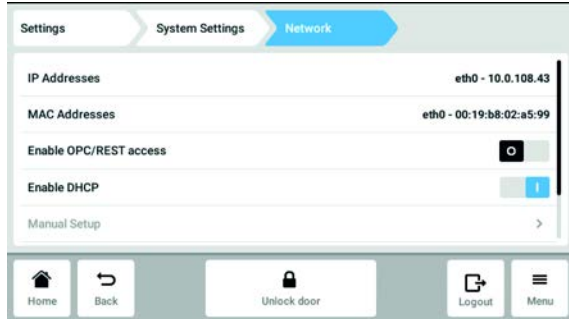 Settings System Settings Network
IP Addresses eth0 - 10.0.108.43
MAC Addresses eth0 - 00:19:b8:02:a5:99
Enable OPC/REST access O
Enable DHCP I
Manual Setup >
Home Back Unlock door Logout Menu